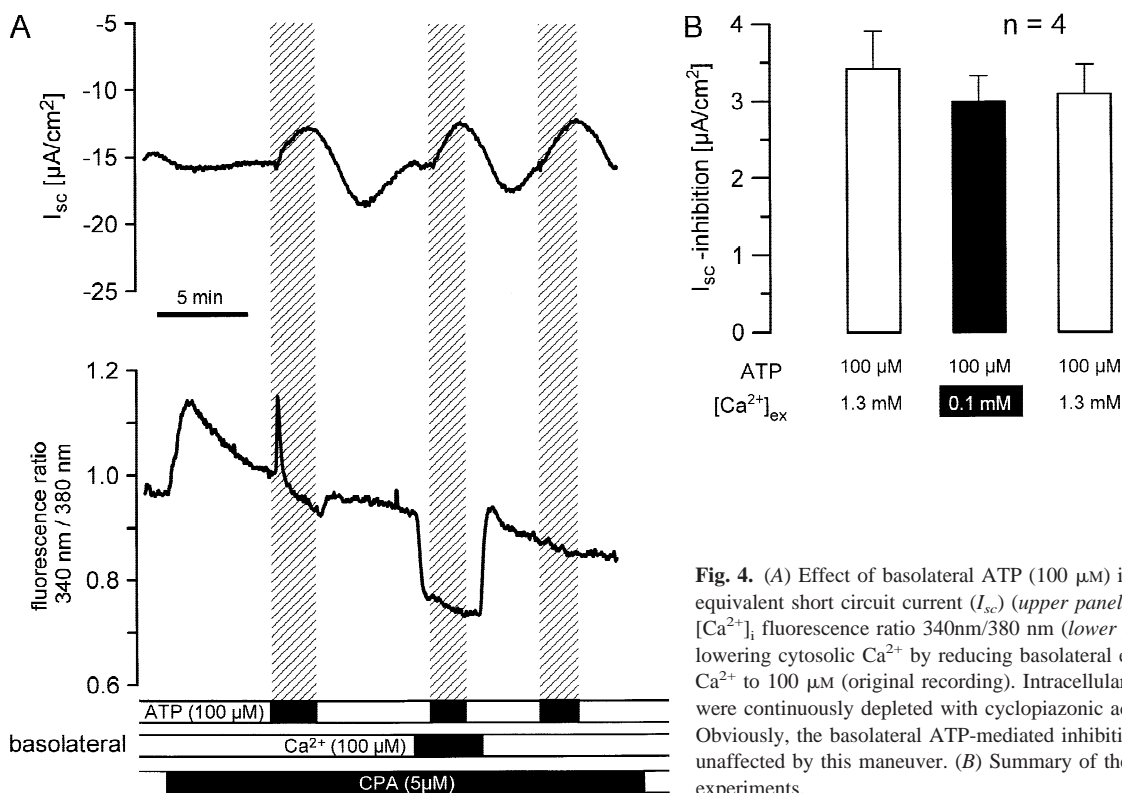 A
-5
-10
-15
-20
-25
I_sc [µA/cm²]
5 min
1.2
1.0
0.8
0.6
fluorescence ratio
340 nm / 380 nm
ATP (100 µM)
basolateral
Ca²⁺ (100 µM)
CPA (5µM)
B
n = 4
4
3
2
1
0
I_sc -inhibition [µA/cm²]
ATP 100 µM 100 µM 100 µM
[Ca²⁺]_ex 1.3 mM 0.1 mM 1.3 mM
Fig. 4. (A) Effect of basolateral ATP (100 µM) i
equivalent short circuit current (I_sc) (upper panel
[Ca²⁺]_i fluorescence ratio 340nm/380 nm (lower
lowering cytosolic Ca²⁺ by reducing basolateral e
Ca²⁺ to 100 µM (original recording). Intracellular
were continuously depleted with cyclopiazonic a
Obviously, the basolateral ATP-mediated inhibiti
unaffected by this maneuver. (B) Summary of the
experiments